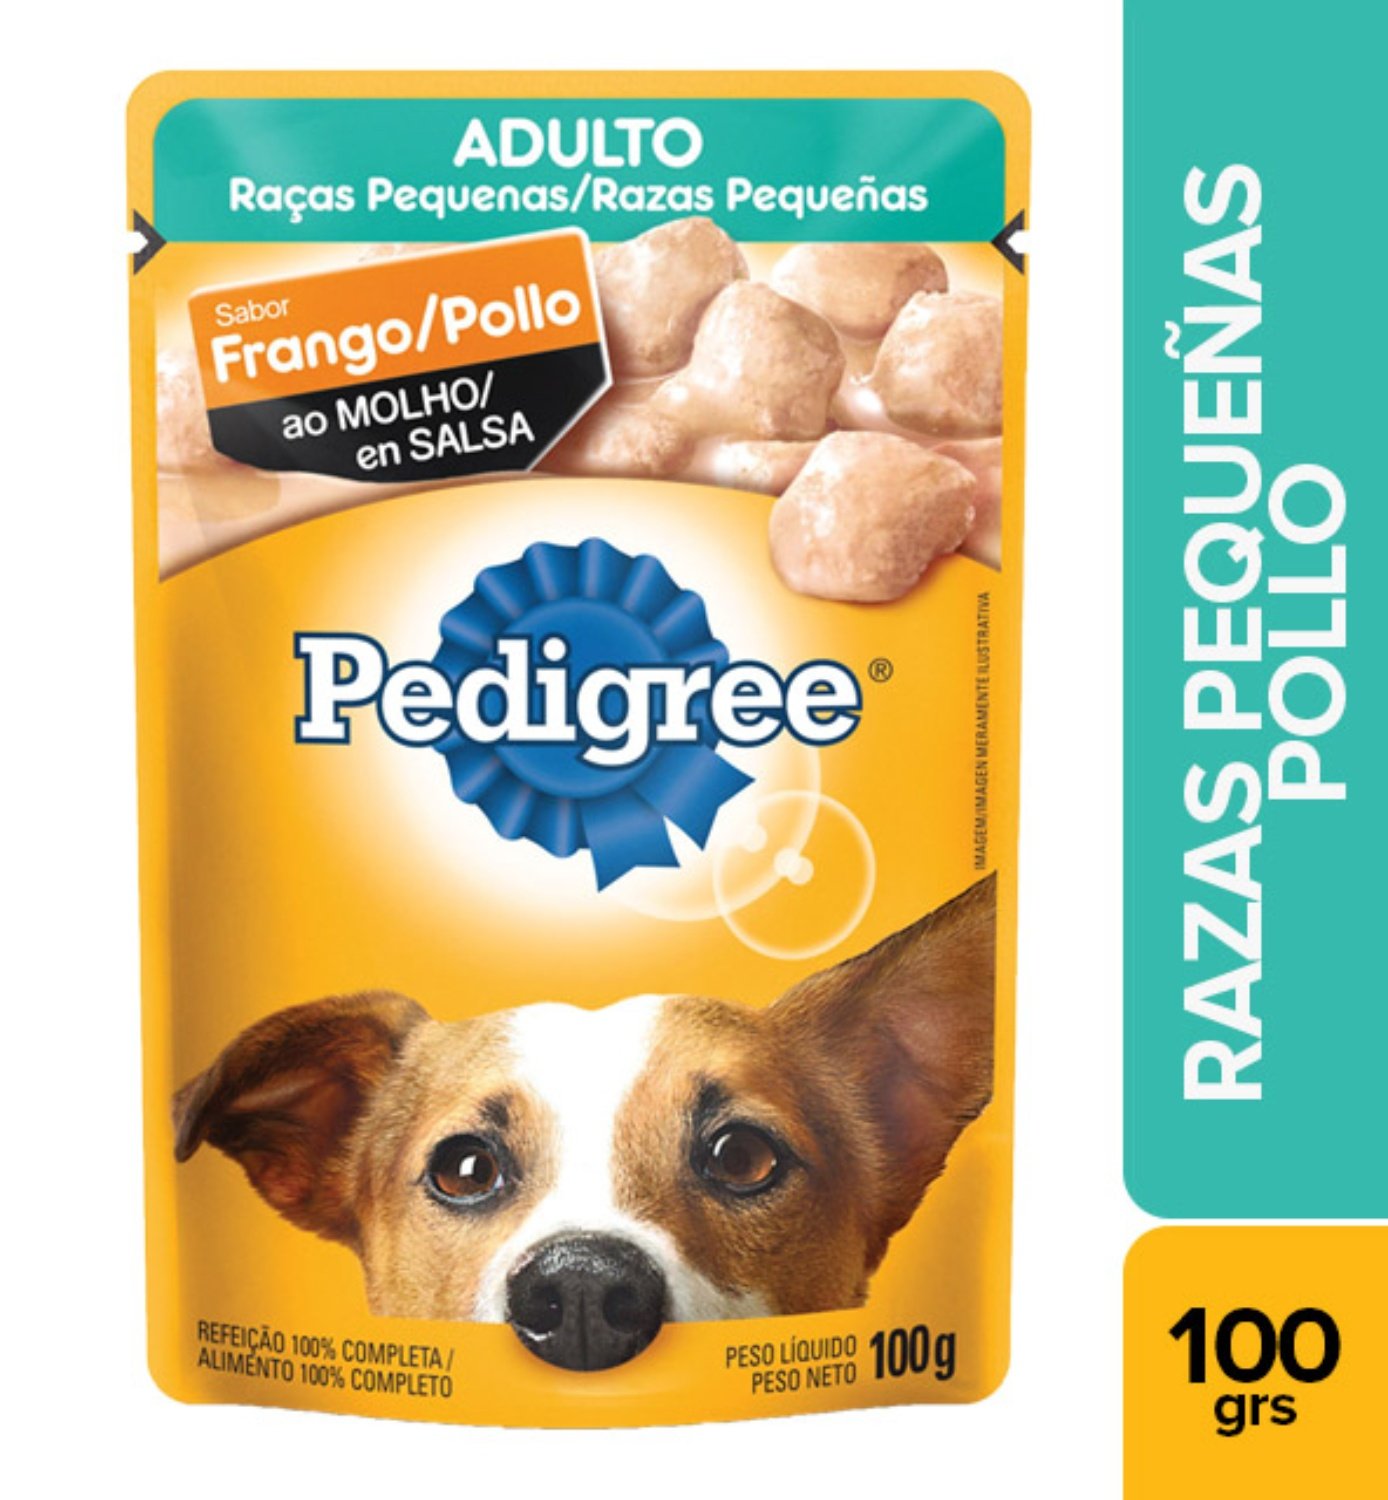 ADULTO
Raças Pequenas/Razas Pequeñas
Sabor
Frango/Pollo
ao MOLHO/
en SALSA
Pedigree®
IMAGEM/IMAGEN MERAMENTE ILUSTRATIVA
REFEIÇÃO 100% COMPLETA/
ALIMENTO 100% COMPLETO
PESO LÍQUIDO
PESO NETO
100g
RAZAS PEQUEÑAS
POLLO
100
grs